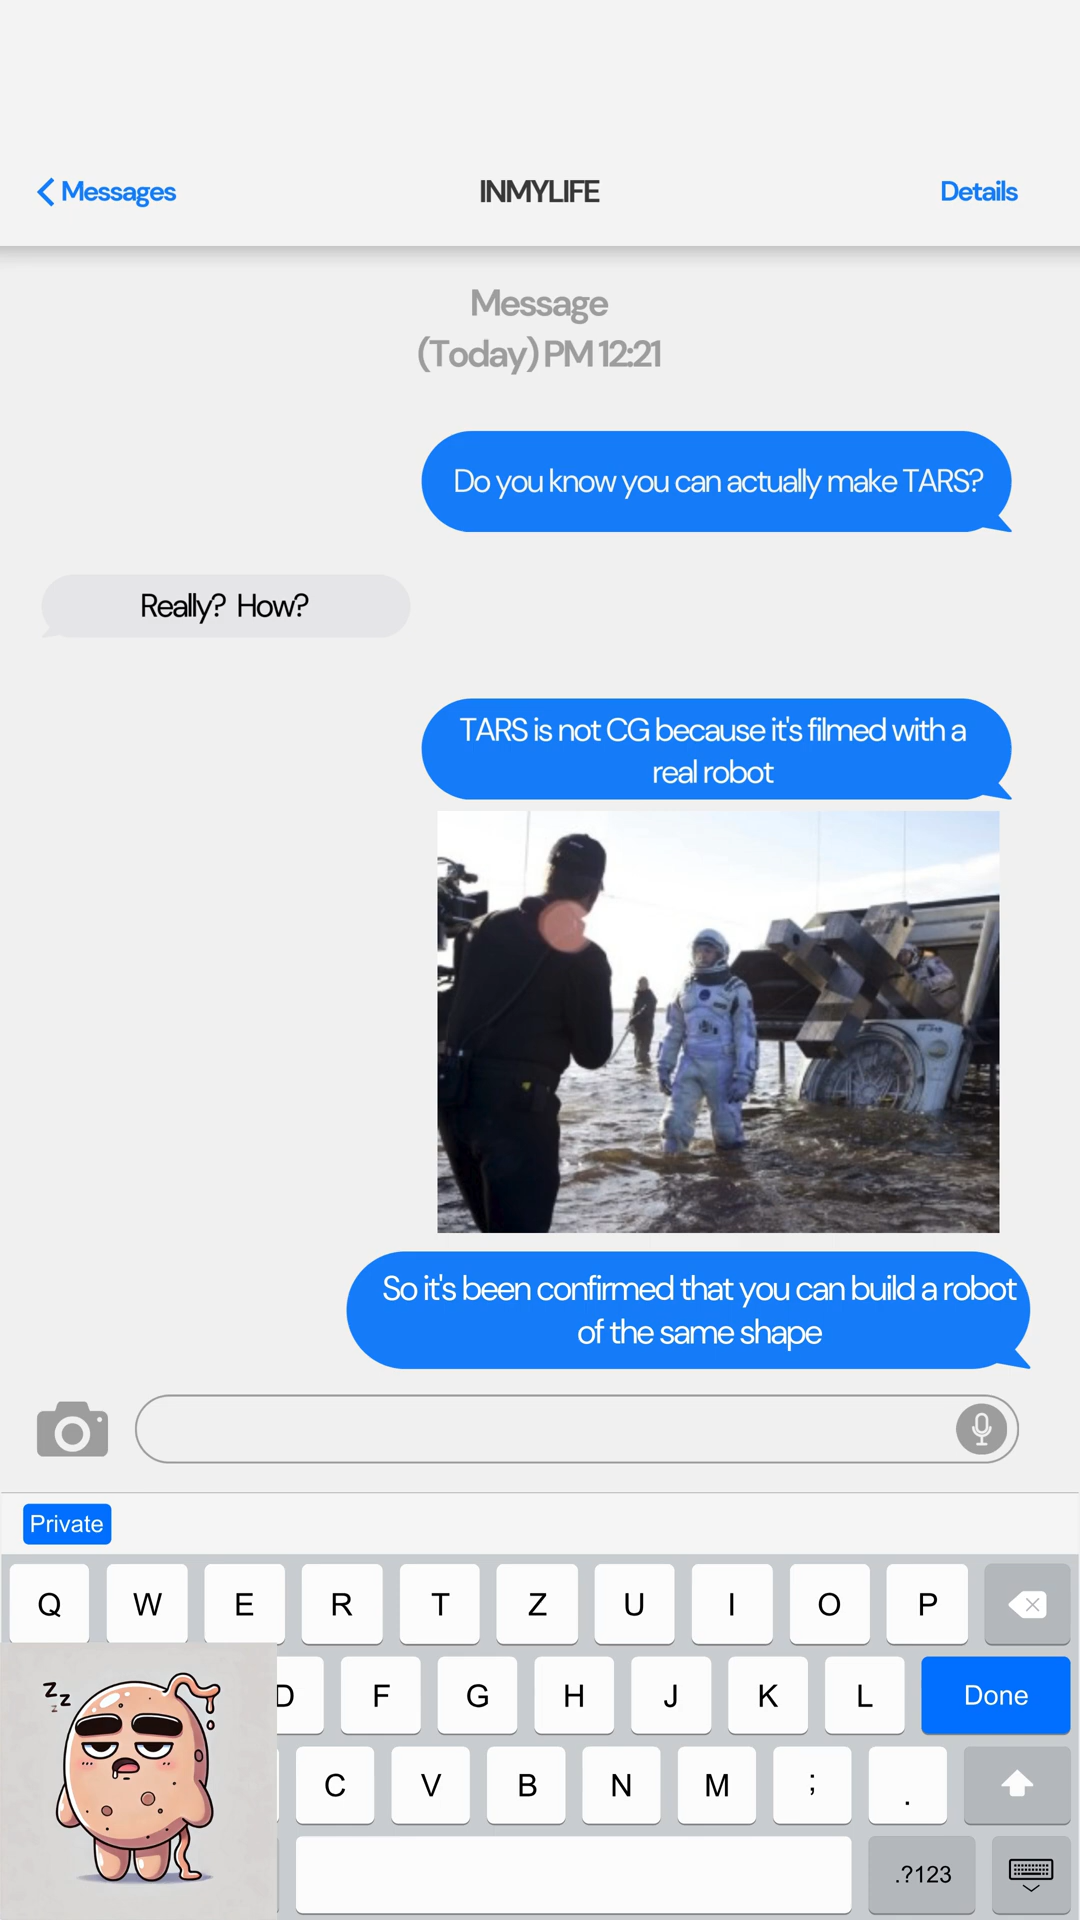 Messages
INMYLIFE
Details
Message
(Today) PM 12:21
Do you know you can actually make TARS?
Really? How?
TARS is not CG because it's filmed with a
real robot
So it's been confirmed that you can build a robot
of the same shape
Private
Q W E R T Z U I O P
z z z
D F G H J K L Done
C V B N M ; .
.?123